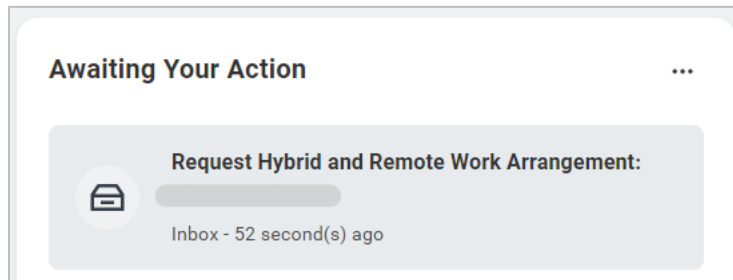 Awaiting Your Action
Request Hybrid and Remote Work Arrangement:
Inbox - 52 second(s) ago